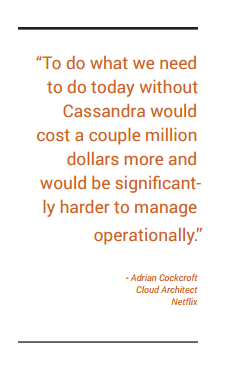 “To do what we need
to do today without
Cassandra would
cost a couple million
dollars more and
would be significant-
ly harder to manage
operationally.”
- Adrian Cockcroft
Cloud Architect
Netflix